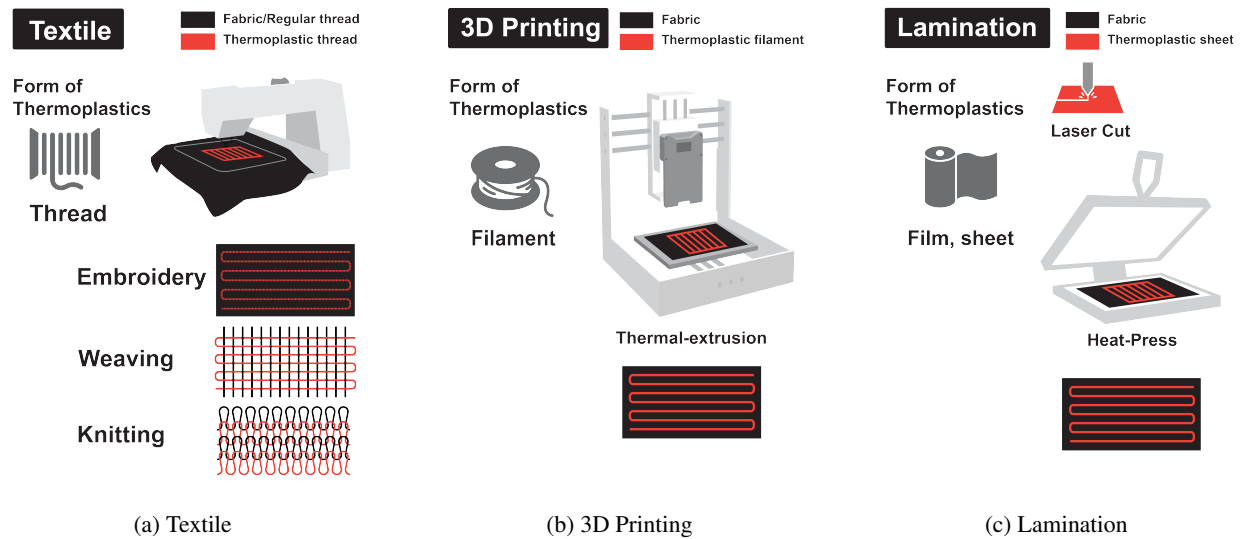 Textile
Fabric/Regular thread
Thermoplastic thread
Form of
Thermoplastics
Thread
Embroidery
Weaving
Knitting
(a) Textile
3D Printing
Fabric
Thermoplastic filament
Form of
Thermoplastics
Filament
Thermal-extrusion
(b) 3D Printing
Lamination
Fabric
Thermoplastic sheet
Form of
Thermoplastics
Laser Cut
Film, sheet
Heat-Press
(c) Lamination